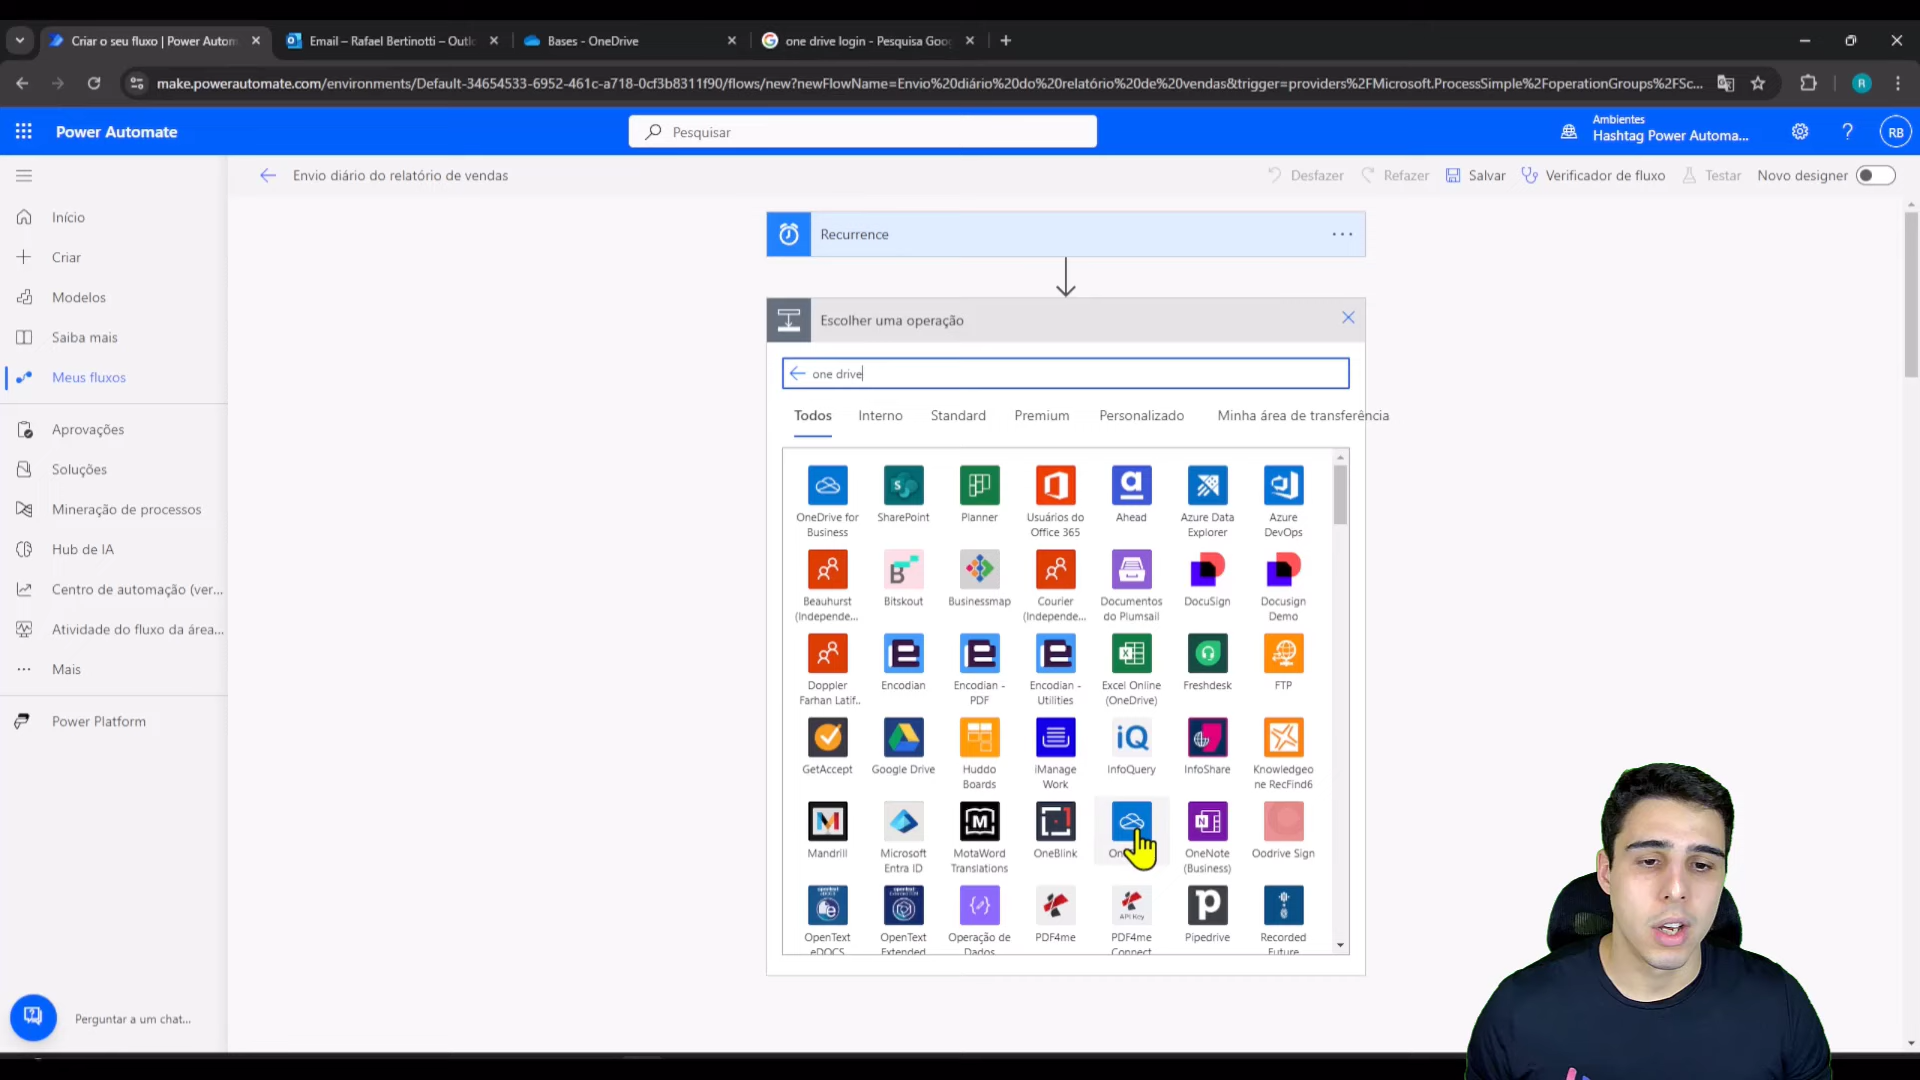 Criar o seu fluxo | Power Autom
Email – Rafael Bertinotti – Outlo
Bases - OneDrive
one drive login - Pesquisa Goog
make.powerautomate.com/environments/Default-34654533-6952-461c-a718-0cf3b8311f90/flows/new?newFlowName=Envio%20diário%20do%20relatório%20de%20vendas&trigger=providers%2FMicrosoft.ProcessSimple%2FoperationGroups%2FSc...
R
Power Automate
Pesquisar
Ambientes
Hashtag Power Automa...
RB
Envio diário do relatório de vendas
Desfazer
Refazer
Salvar
Verificador de fluxo
Testar
Novo designer
Início
Criar
Modelos
Saiba mais
Meus fluxos
Aprovações
Soluções
Mineração de processos
Hub de IA
Centro de automação (ver...
Atividade do fluxo da área...
Mais
Power Platform
Perguntar a um chat...
Recurrence
Escolher uma operação
one drive
Todos
Interno
Standard
Premium
Personalizado
Minha área de transferência
OneDrive for
Business
SharePoint
Planner
Usuários do
Office 365
Ahead
Azure Data
Explorer
Azure
DevOps
Beauhurst
(Independe...
Bitskout
Businessmap
Courier
(Independe...
Documentos
do Plumsail
DocuSign
Docusign
Demo
Doppler
Farhan Latif..
Encodian
Encodian -
PDF
Encodian -
Utilities
Excel Online
(OneDrive)
Freshdesk
FTP
GetAccept
Google Drive
Huddo
Boards
iManage
Work
iQ
InfoQuery
InfoShare
Knowledgeo
ne RecFind6
Mandrill
Microsoft
Entra ID
MotaWord
Translations
OneBlink
OneNote
(Business)
Oodrive Sign
OpenText
eDOCS
OpenText
Extended
Operação de
Dados
PDF4me
API Key
PDF4me
Connect
Pipedrive
Recorded
Future